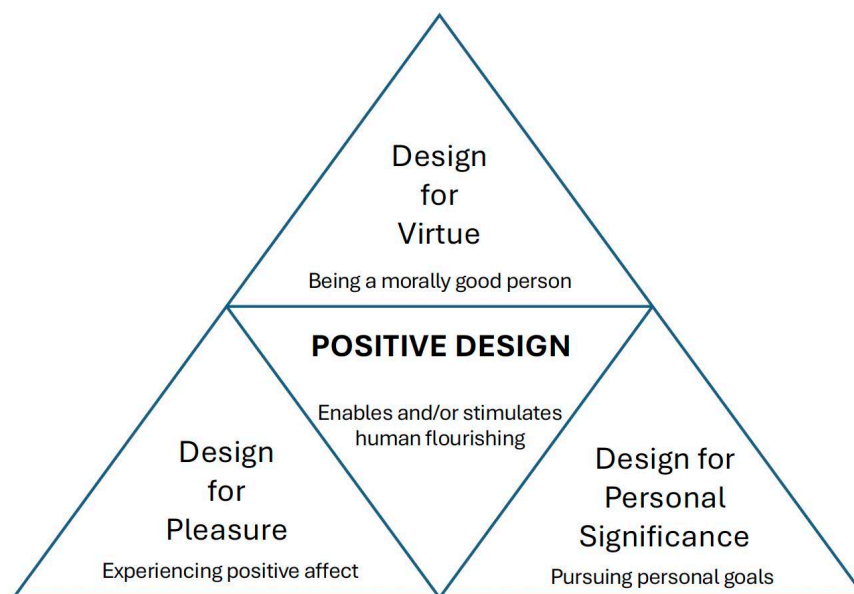 Design
for
Virtue
Being a morally good person
POSITIVE DESIGN
Enables and/or stimulates
human flourishing
Design
for
Pleasure
Experiencing positive affect
Design for
Personal
Significance
Pursuing personal goals